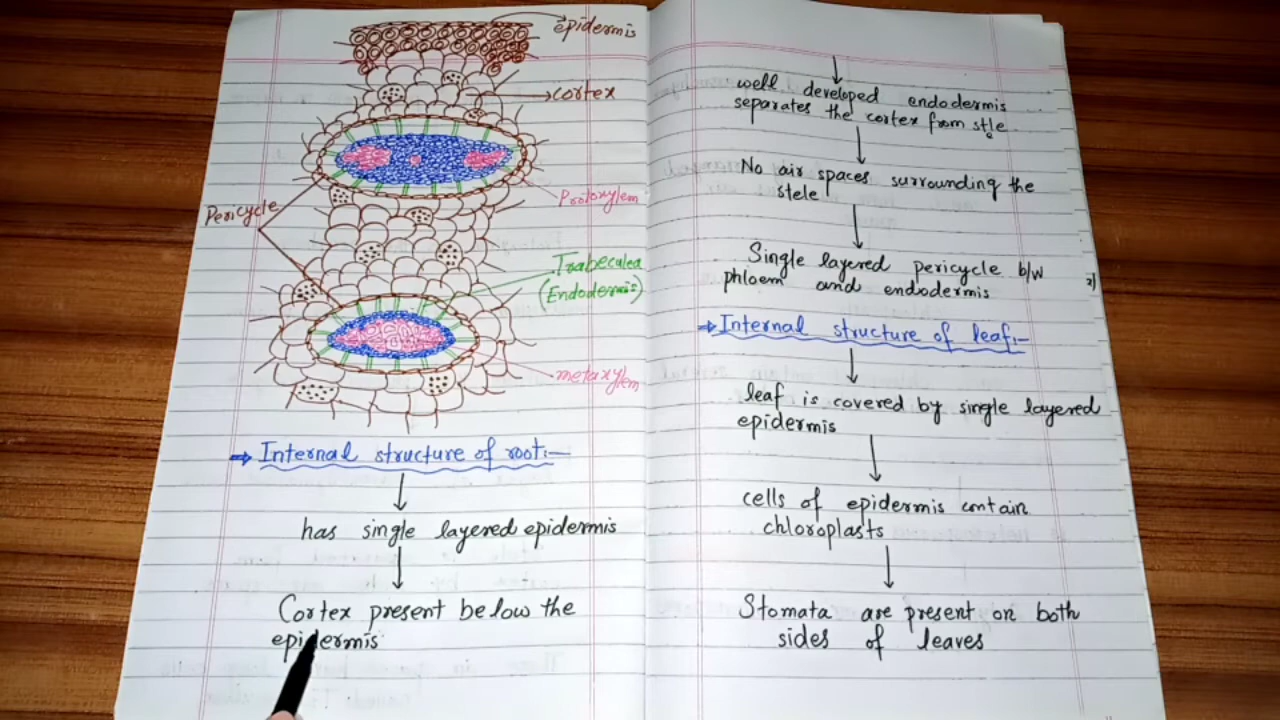 epidermis
cortex
Protoxylem
Pericycle
Trabeculea
(Endodermis)
metaxylem
⇒ Internal structure of root:-
has single layered epidermis
Cortex present below the
epidermis
well developed endodermis
separates the cortex from stele
No air spaces surrounding the
stele
Single layered pericycle b/w
phloem and endodermis
⇒ Internal structure of leaf:-
leaf is covered by single layered
epidermis
cells of epidermis contain
chloroplasts
Stomata are present on both
sides of leaves